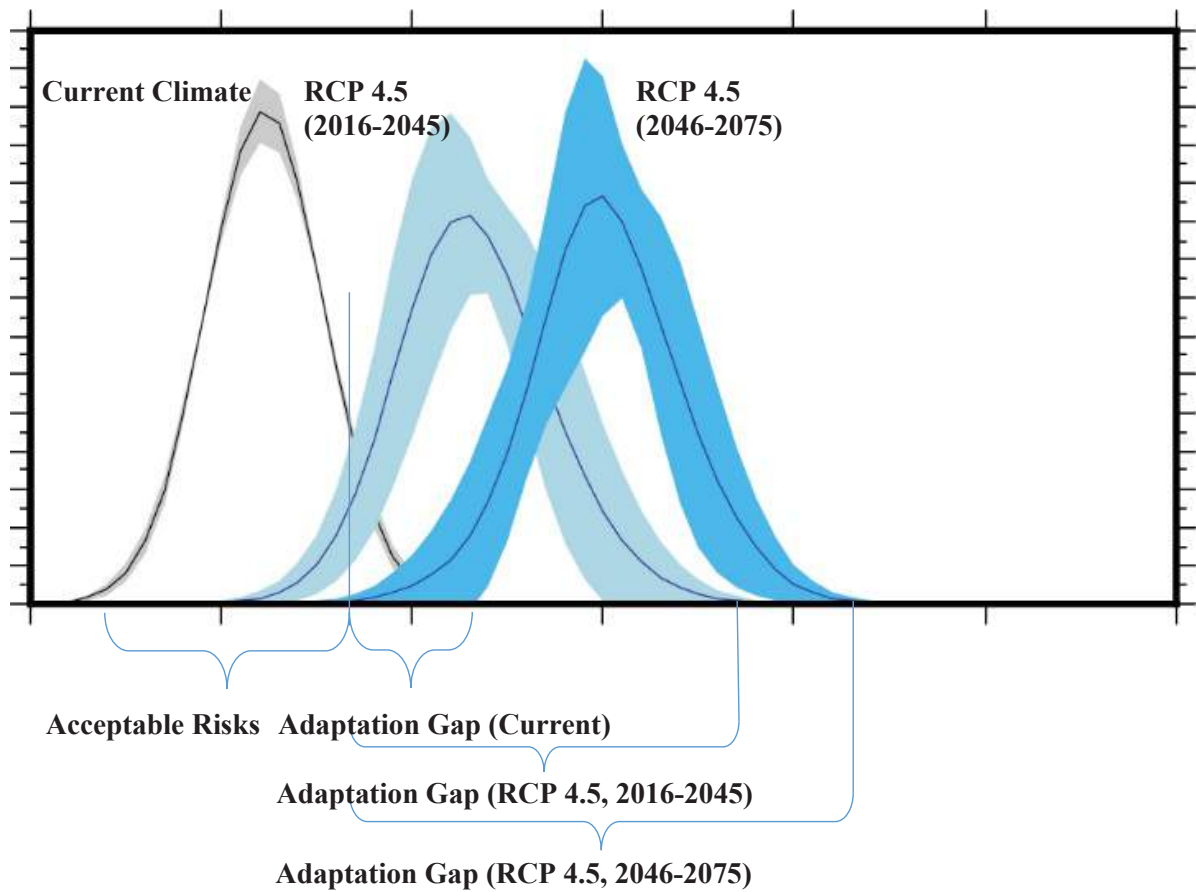 Current Climate
RCP 4.5
(2016-2045)
RCP 4.5
(2046-2075)
Acceptable Risks
Adaptation Gap (Current)
Adaptation Gap (RCP 4.5, 2016-2045)
Adaptation Gap (RCP 4.5, 2046-2075)